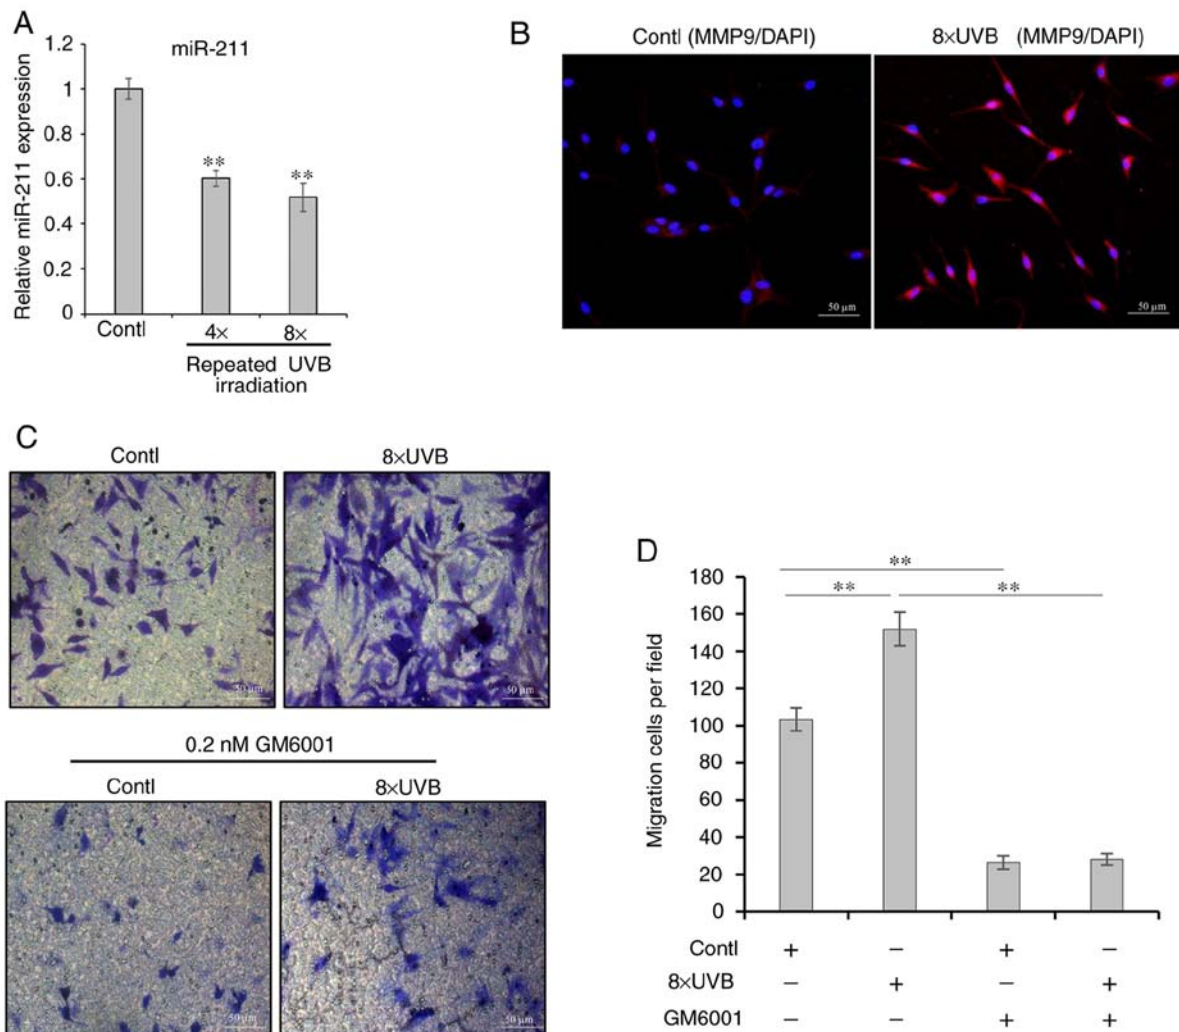 A
miR-211
Relative miR-211 expression
1.2
1
0.8
0.6
0.4
0.2
0
**
**
Contl
4×
8×
Repeated UVB
irradiation
B
Contl (MMP9/DAPI)
8×UVB (MMP9/DAPI)
50 µm
50 µm
C
Contl
8×UVB
50 µm
50 µm
0.2 nM GM6001
Contl
8×UVB
50 µm
50 µm
D
Migration cells per field
180
160
140
120
100
80
60
40
20
0
**
**
**
Contl + − + −
8×UVB − + − +
GM6001 − − + +